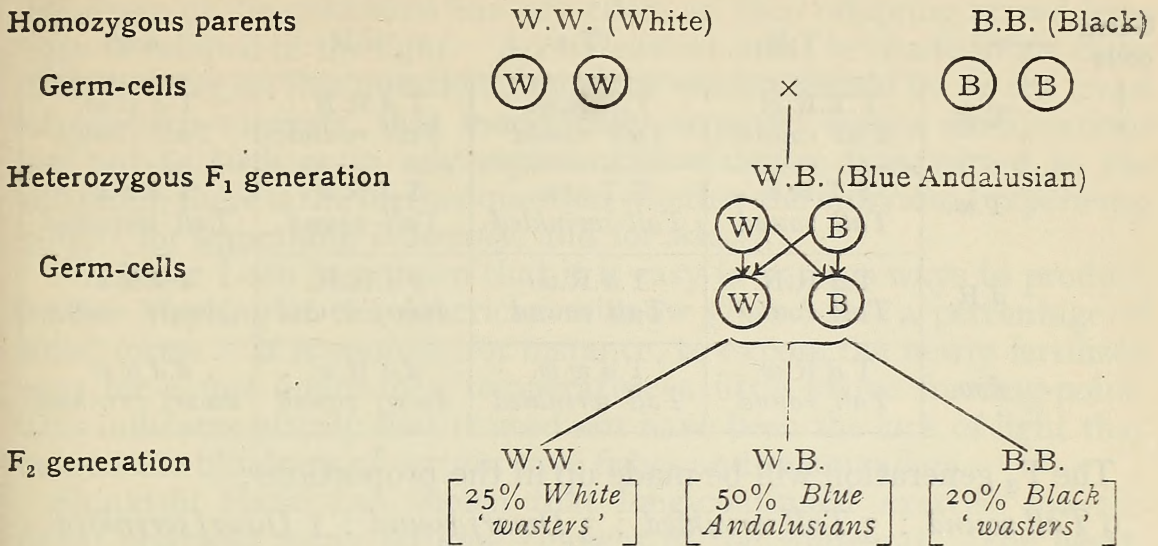 Homozygous parents W.W. (White) B.B. (Black)
Germ-cells W W × B B
Heterozygous F₁ generation W.B. (Blue Andalusian)
W B
Germ-cells
W B
F₂ generation W.W. W.B. B.B.
[25% White [50% Blue [20% Black
'wasters'] Andalusians] 'wasters']